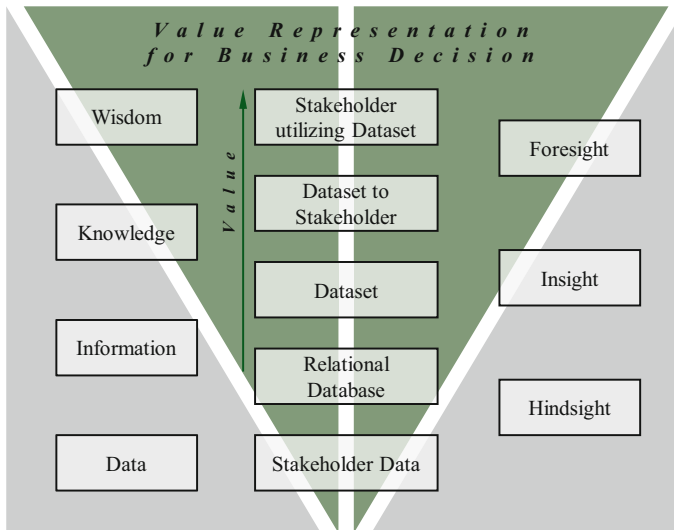 Value Representation
for Business Decision
Wisdom
Knowledge
Information
Data
Value
Stakeholder
utilizing Dataset
Dataset to
Stakeholder
Dataset
Relational
Database
Stakeholder Data
Foresight
Insight
Hindsight